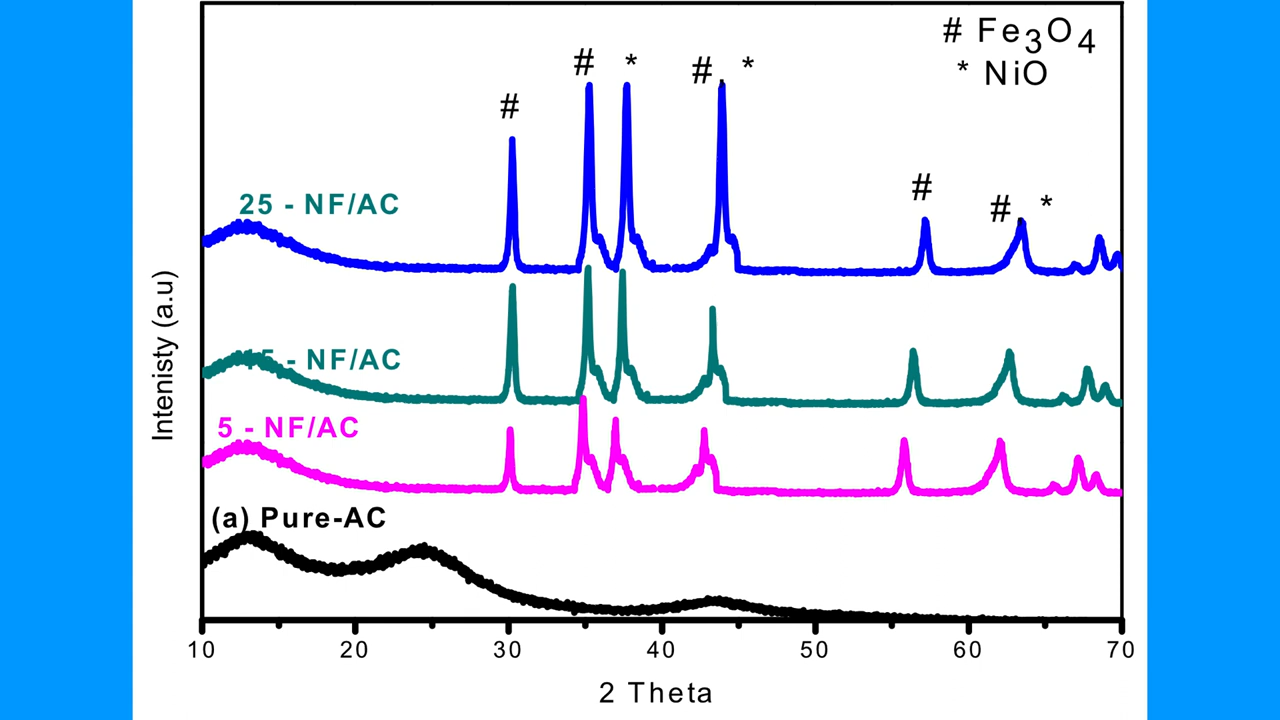 # Fe3O4
* NiO
# * # *
#
25 - NF/AC
#
# *
15 - NF/AC
5 - NF/AC
(a) Pure-AC
Intenisty (a.u)
10 20 30 40 50 60 70
2 Theta